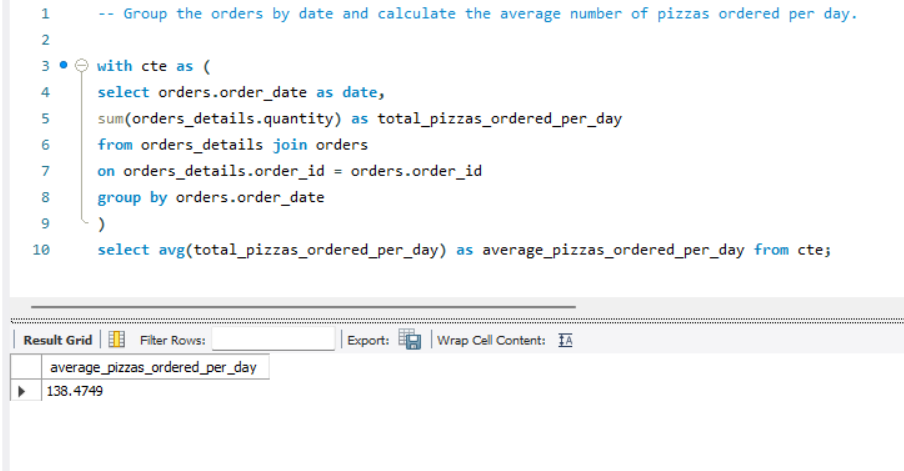 1 -- Group the orders by date and calculate the average number of pizzas ordered per day.
2
3 with cte as (
4 select orders.order_date as date,
5 sum(orders_details.quantity) as total_pizzas_ordered_per_day
6 from orders_details join orders
7 on orders_details.order_id = orders.order_id
8 group by orders.order_date
9 )
10 select avg(total_pizzas_ordered_per_day) as average_pizzas_ordered_per_day from cte;
Result Grid Filter Rows: Export: Wrap Cell Content: IA
average_pizzas_ordered_per_day
138.4749